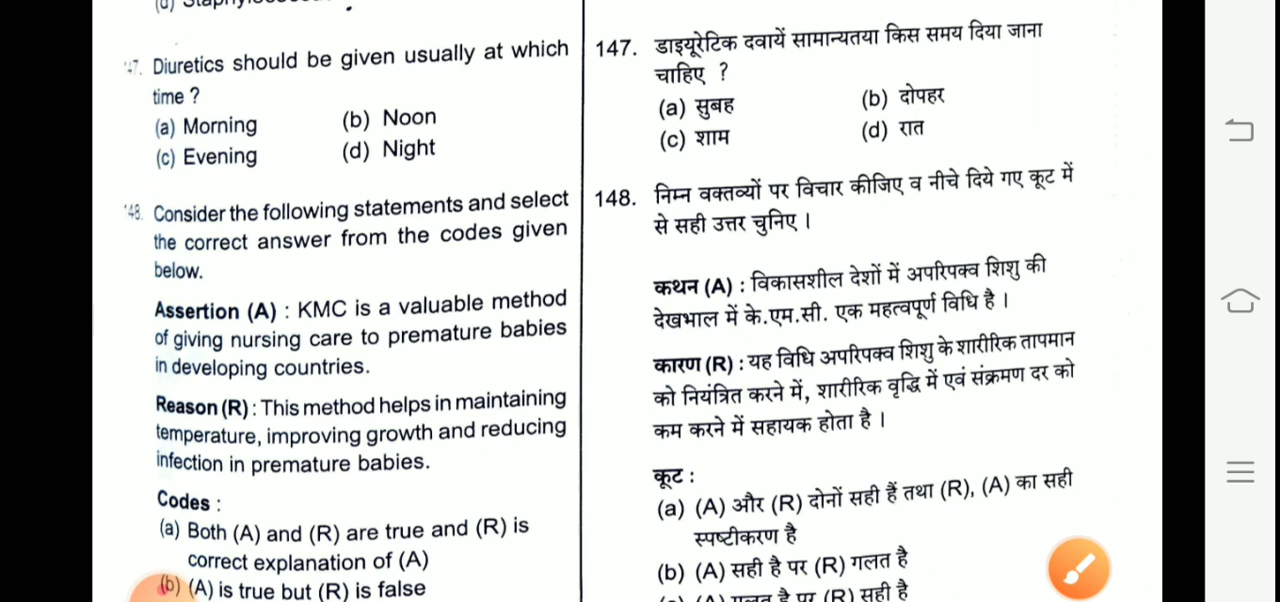 147. Diuretics should be given usually at which
time ?
(a) Morning (b) Noon
(c) Evening (d) Night
148. Consider the following statements and select
the correct answer from the codes given
below.
Assertion (A) : KMC is a valuable method
of giving nursing care to premature babies
in developing countries.
Reason (R) : This method helps in maintaining
temperature, improving growth and reducing
infection in premature babies.
Codes :
(a) Both (A) and (R) are true and (R) is
correct explanation of (A)
(b) (A) is true but (R) is false
147. डाइयूरेटिक दवायें सामान्यतया किस समय दिया जाना
चाहिए ?
(a) सुबह (b) दोपहर
(c) शाम (d) रात
148. निम्न वक्तव्यों पर विचार कीजिए व नीचे दिये गए कूट में
से सही उत्तर चुनिए ।
कथन (A) : विकासशील देशों में अपरिपक्व शिशु की
देखभाल में के.एम.सी. एक महत्वपूर्ण विधि है ।
कारण (R) : यह विधि अपरिपक्व शिशु के शारीरिक तापमान
को नियंत्रित करने में, शारीरिक वृद्धि में एवं संक्रमण दर को
कम करने में सहायक होता है ।
कूट :
(a) (A) और (R) दोनों सही हैं तथा (R), (A) का सही
स्पष्टीकरण है
(b) (A) सही है पर (R) गलत है
(A) गलत है पर (R) सही है